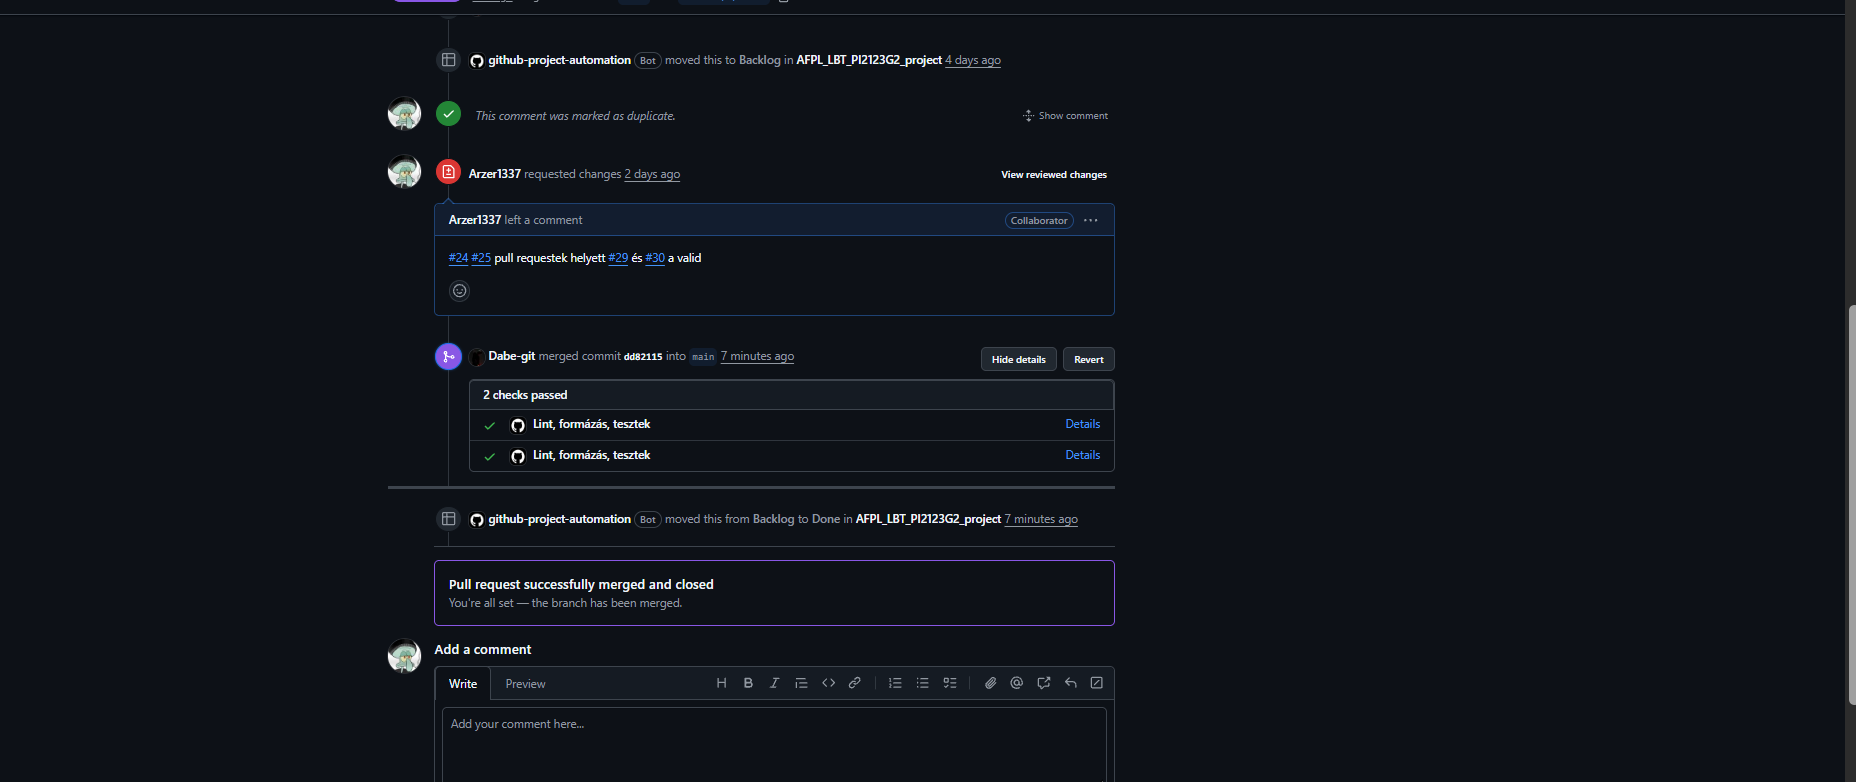 github-project-automation Bot moved this to Backlog in AFPL_LBT_PI2123G2_project 4 days ago
This comment was marked as duplicate.
Show comment
Arzer1337 requested changes 2 days ago
View reviewed changes
Arzer1337 left a comment
Collaborator
#24 #25 pull requestek helyett #29 és #30 a valid
Dabe-git merged commit dd82115 into main 7 minutes ago
Hide details
Revert
2 checks passed
Lint, formázás, tesztek
Details
Lint, formázás, tesztek
Details
github-project-automation Bot moved this from Backlog to Done in AFPL_LBT_PI2123G2_project 7 minutes ago
Pull request successfully merged and closed
You're all set — the branch has been merged.
Add a comment
Write
Preview
Add your comment here...